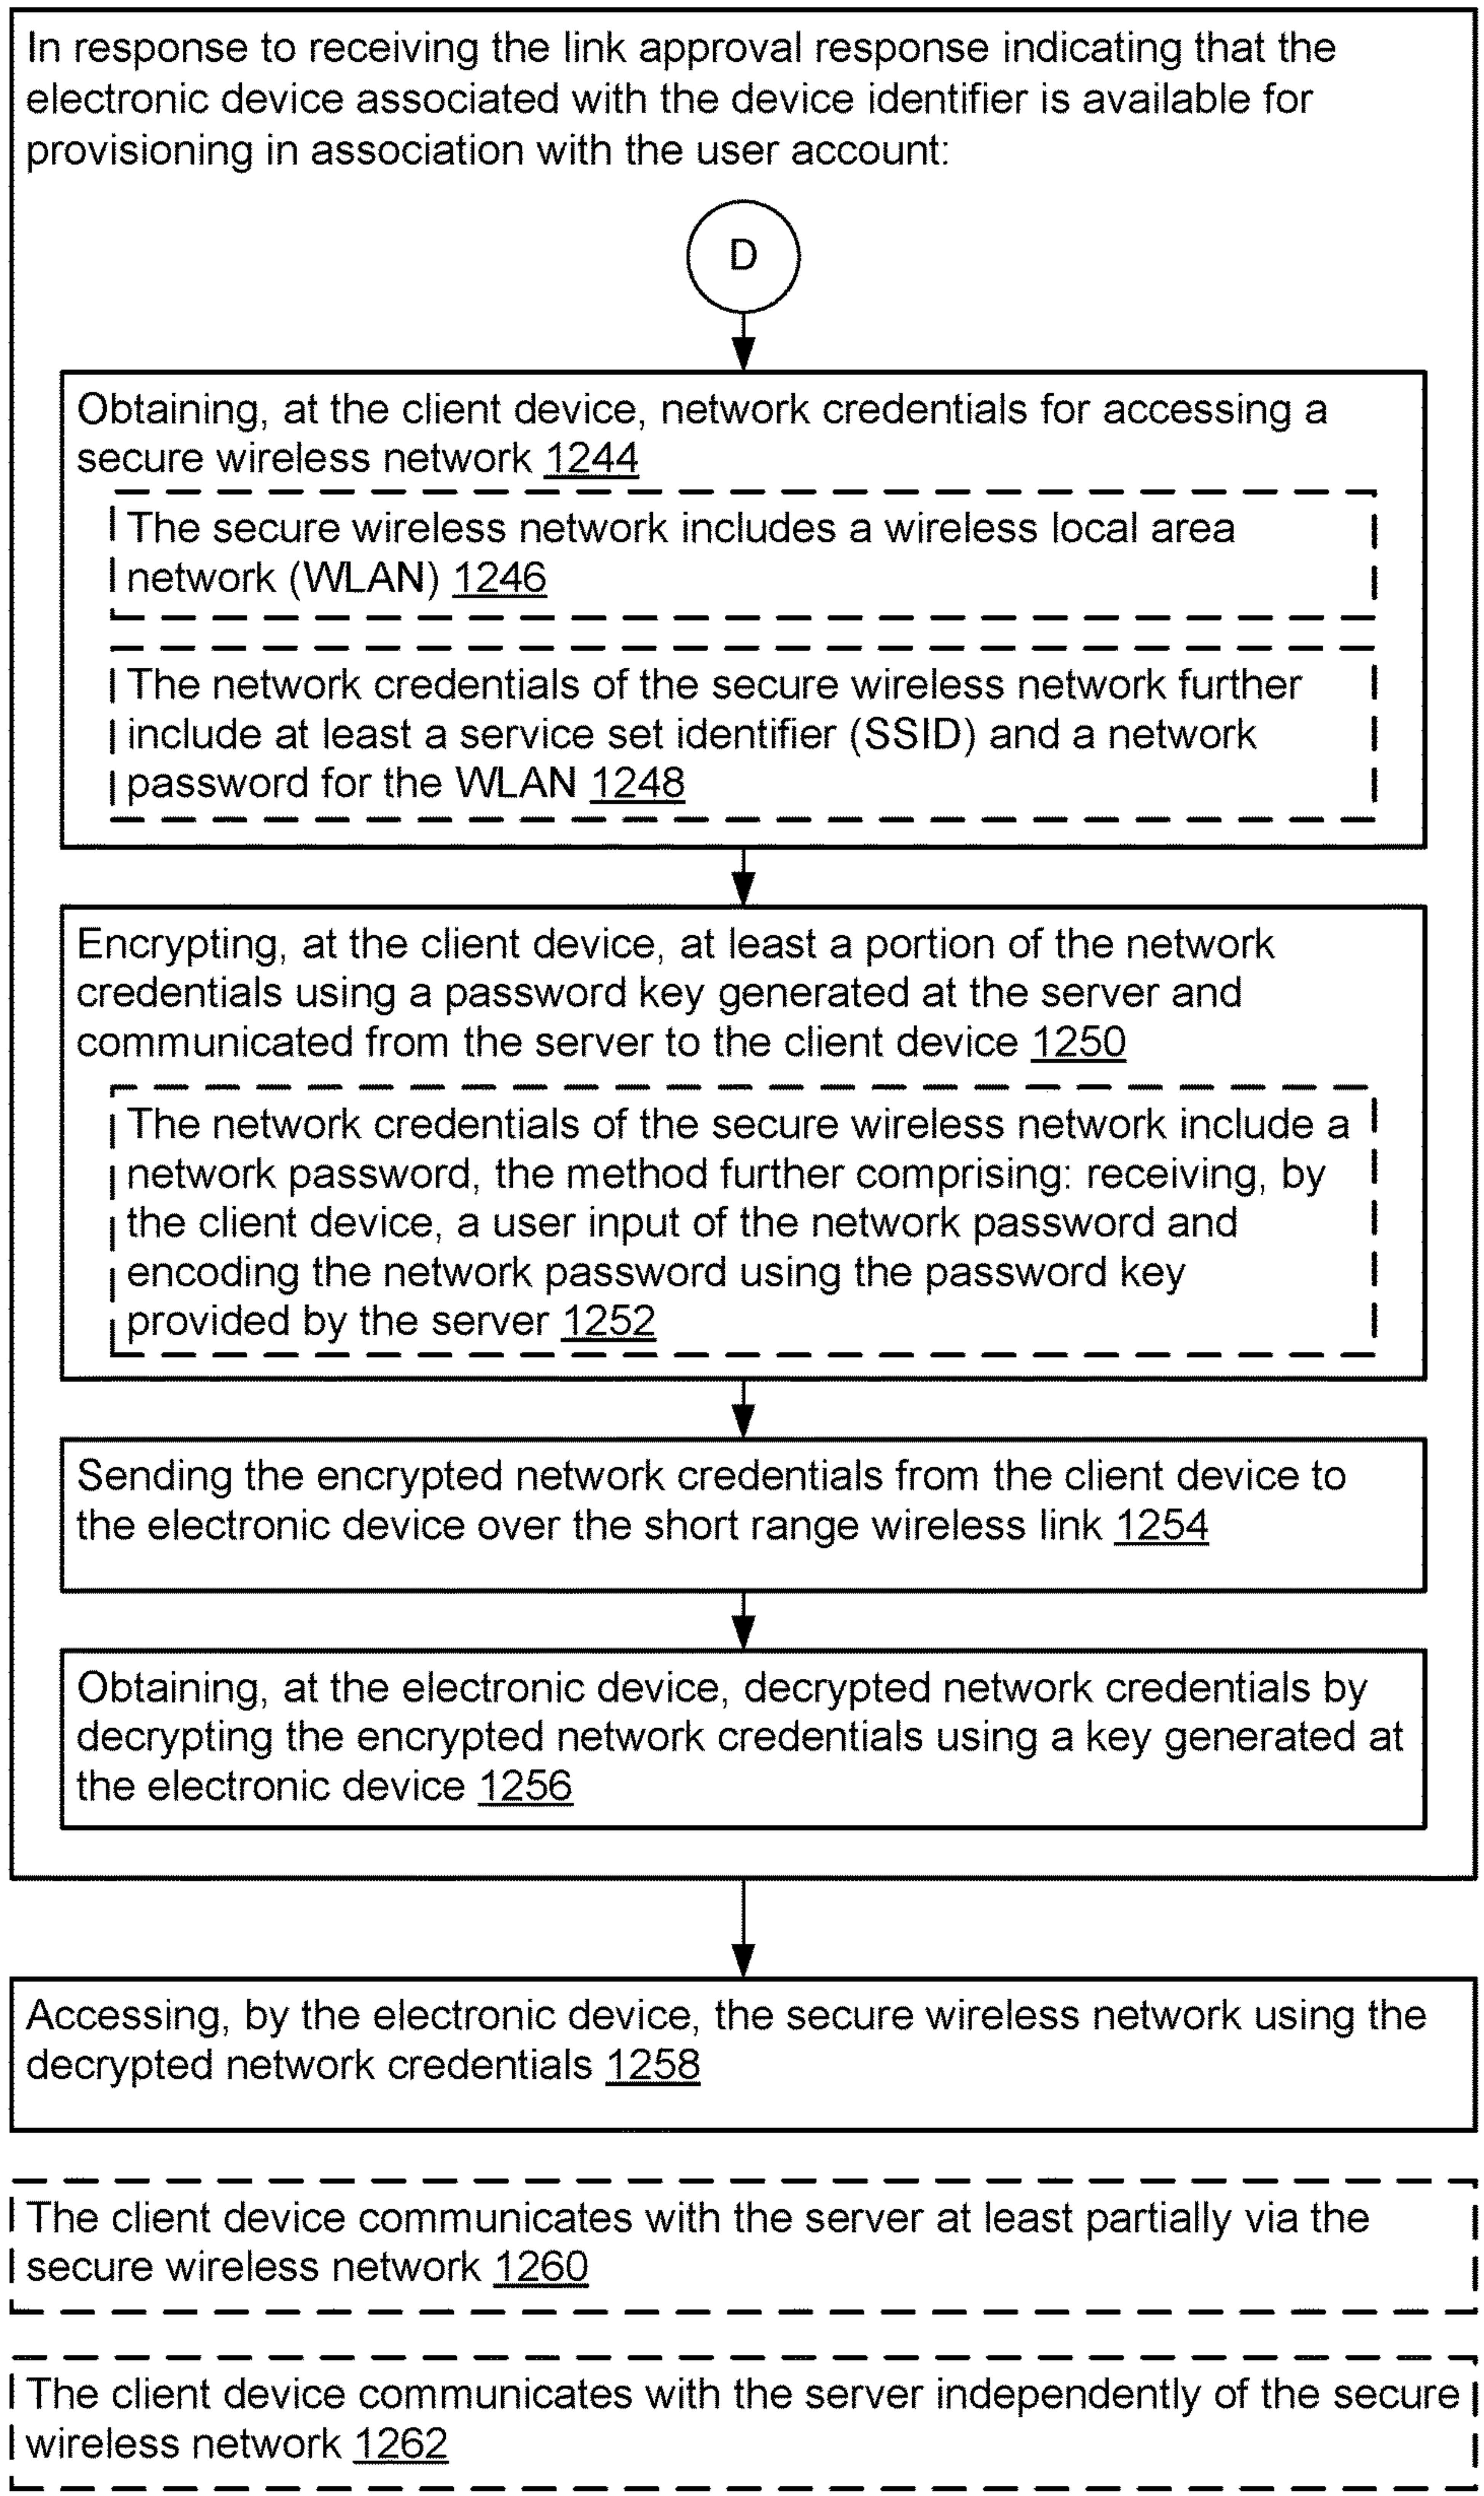 In response to receiving the link approval response indicating that the
electronic device associated with the device identifier is available for
provisioning in association with the user account:
D
Obtaining, at the client device, network credentials for accessing a
secure wireless network 1244
The secure wireless network includes a wireless local area
network (WLAN) 1246
The network credentials of the secure wireless network further
include at least a service set identifier (SSID) and a network
password for the WLAN 1248
Encrypting, at the client device, at least a portion of the network
credentials using a password key generated at the server and
communicated from the server to the client device 1250
The network credentials of the secure wireless network include a
network password, the method further comprising: receiving, by
the client device, a user input of the network password and
encoding the network password using the password key
provided by the server 1252
Sending the encrypted network credentials from the client device to
the electronic device over the short range wireless link 1254
Obtaining, at the electronic device, decrypted network credentials by
decrypting the encrypted network credentials using a key generated at
the electronic device 1256
Accessing, by the electronic device, the secure wireless network using the
decrypted network credentials 1258
The client device communicates with the server at least partially via the
secure wireless network 1260
The client device communicates with the server independently of the secure
wireless network 1262